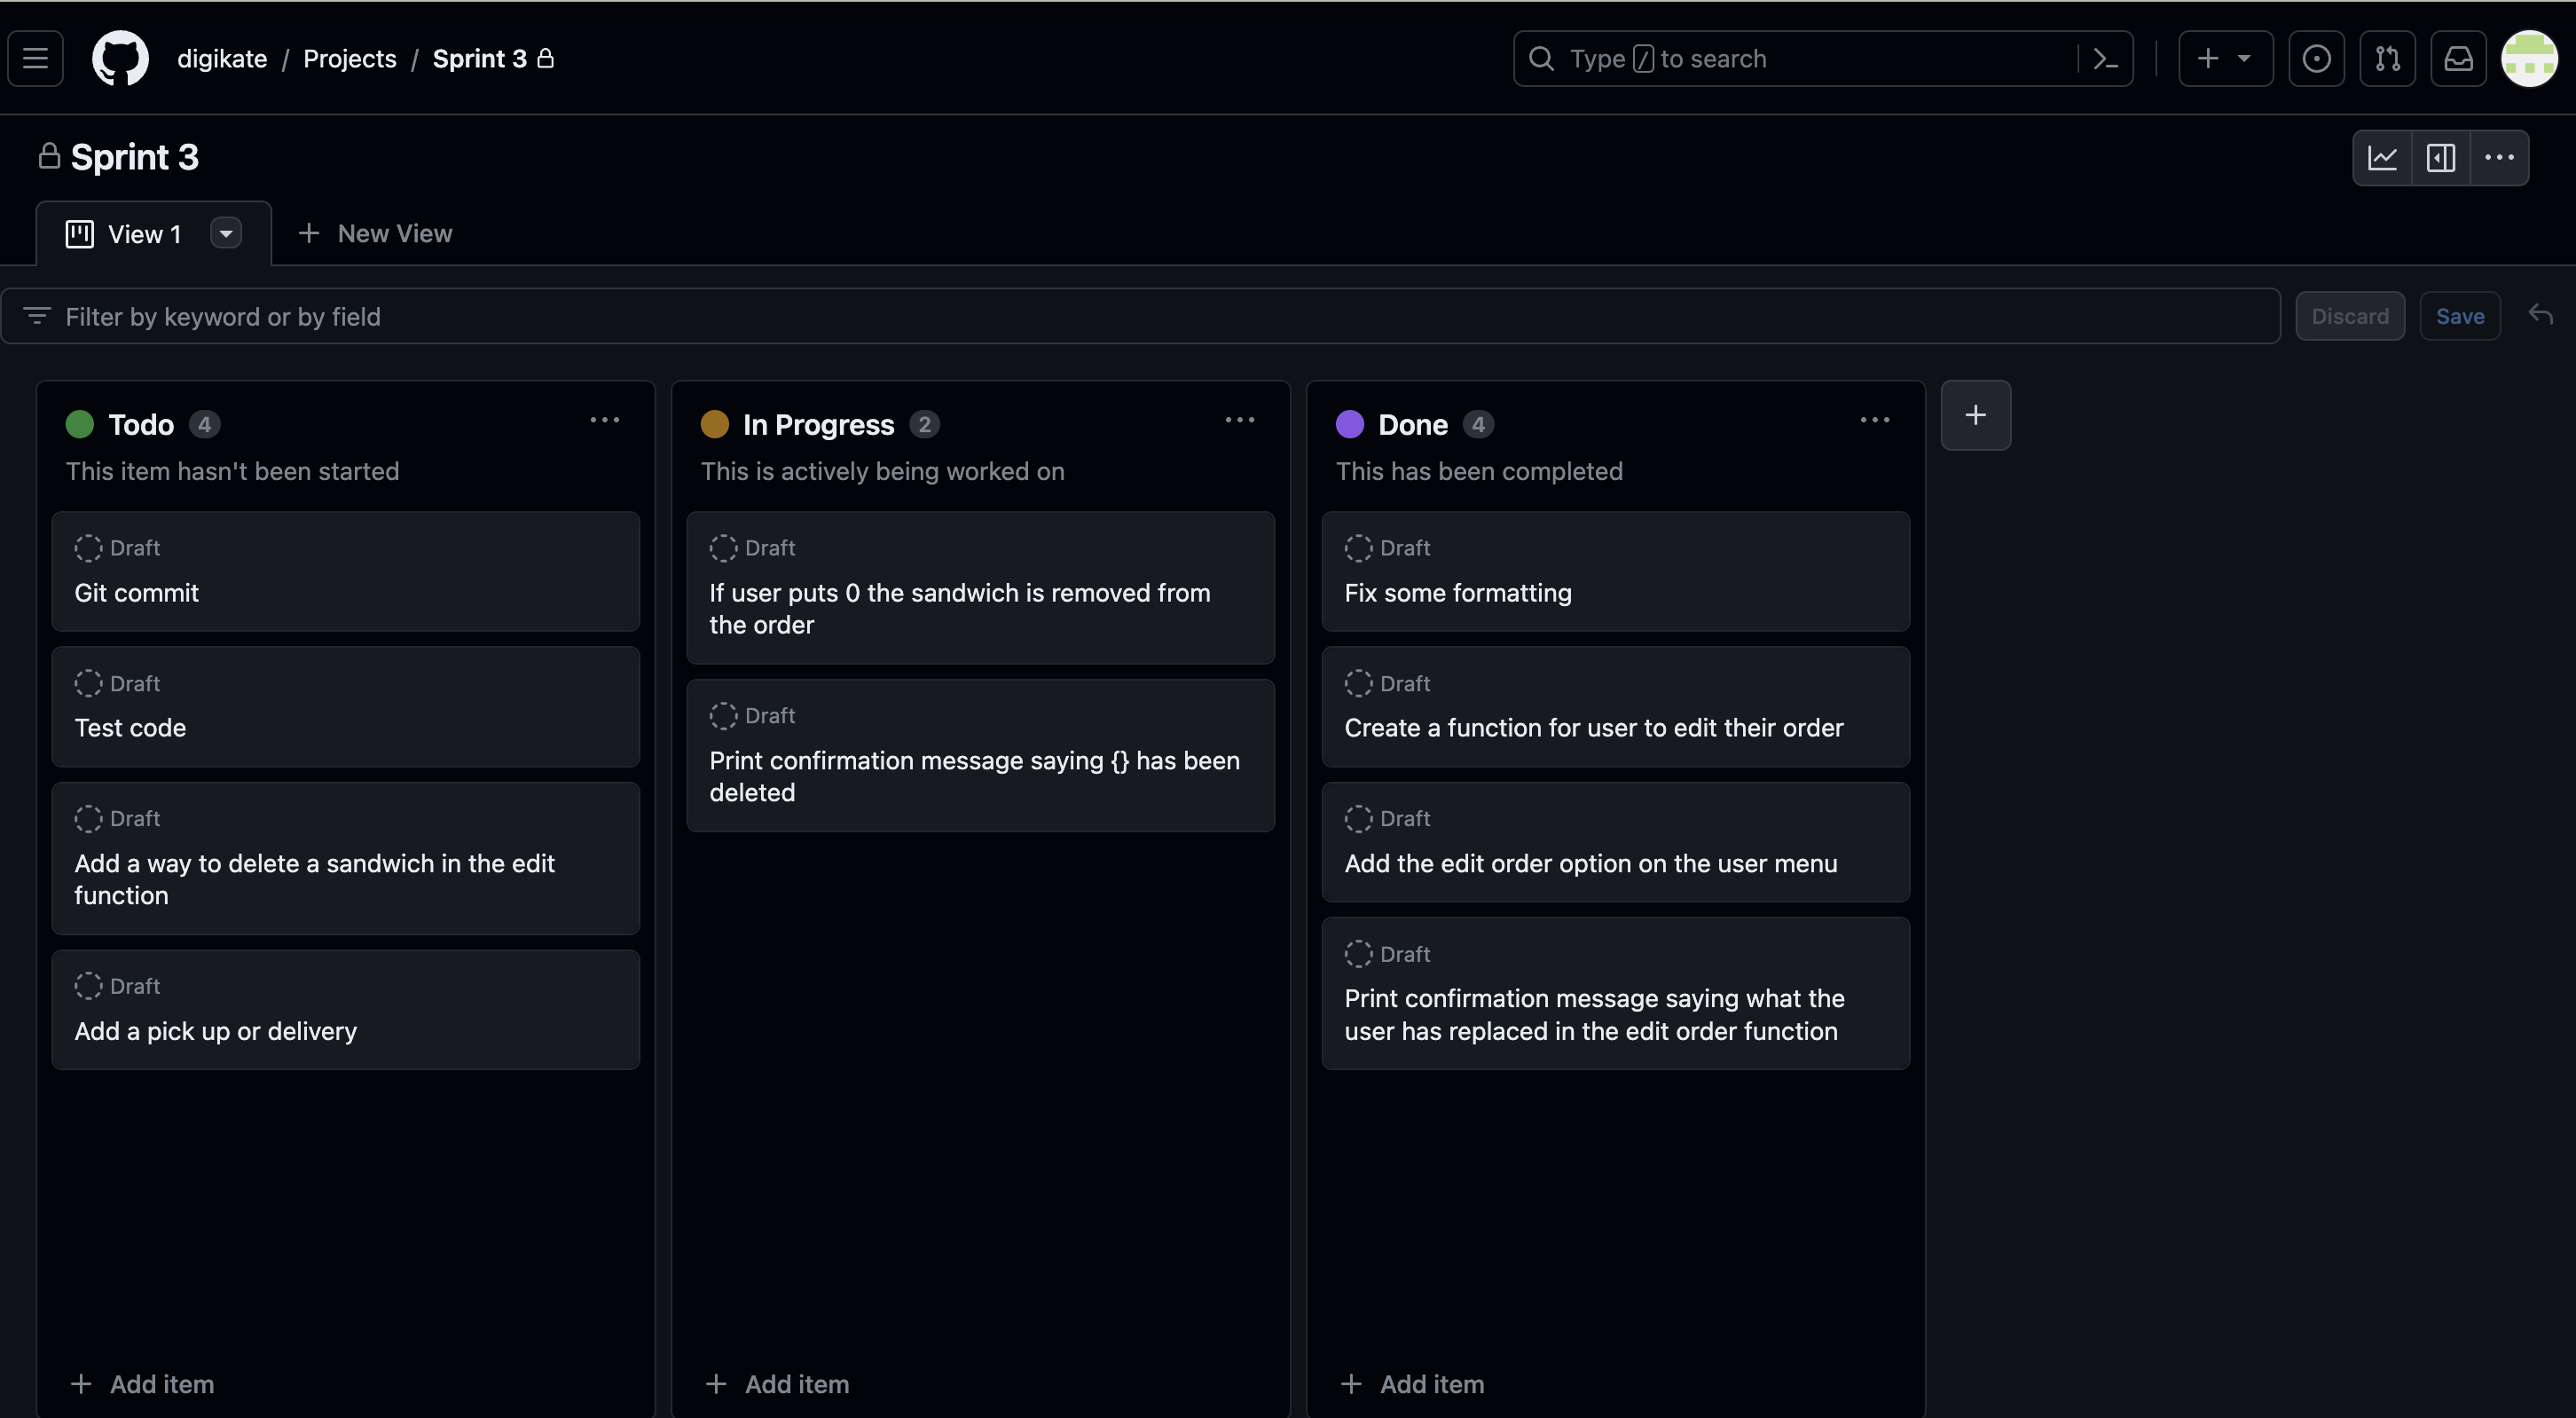 digikate / Projects / Sprint 3
Type / to search
Sprint 3
View 1
New View
Filter by keyword or by field
Discard
Save
Todo 4
This item hasn't been started
Draft
Git commit
Draft
Test code
Draft
Add a way to delete a sandwich in the edit
function
Draft
Add a pick up or delivery
Add item
In Progress 2
This is actively being worked on
Draft
If user puts 0 the sandwich is removed from
the order
Draft
Print confirmation message saying {} has been
deleted
Add item
Done 4
This has been completed
Draft
Fix some formatting
Draft
Create a function for user to edit their order
Draft
Add the edit order option on the user menu
Draft
Print confirmation message saying what the
user has replaced in the edit order function
Add item